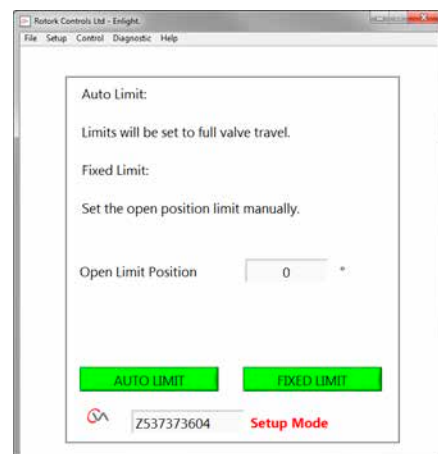 Rotork Controls Ltd - Enlight.
File Setup Control Diagnostic Help
Auto Limit:
Limits will be set to full valve travel.
Fixed Limit:
Set the open position limit manually.
Open Limit Position 0 °
AUTO LIMIT FIXED LIMIT
Z537373604 Setup Mode